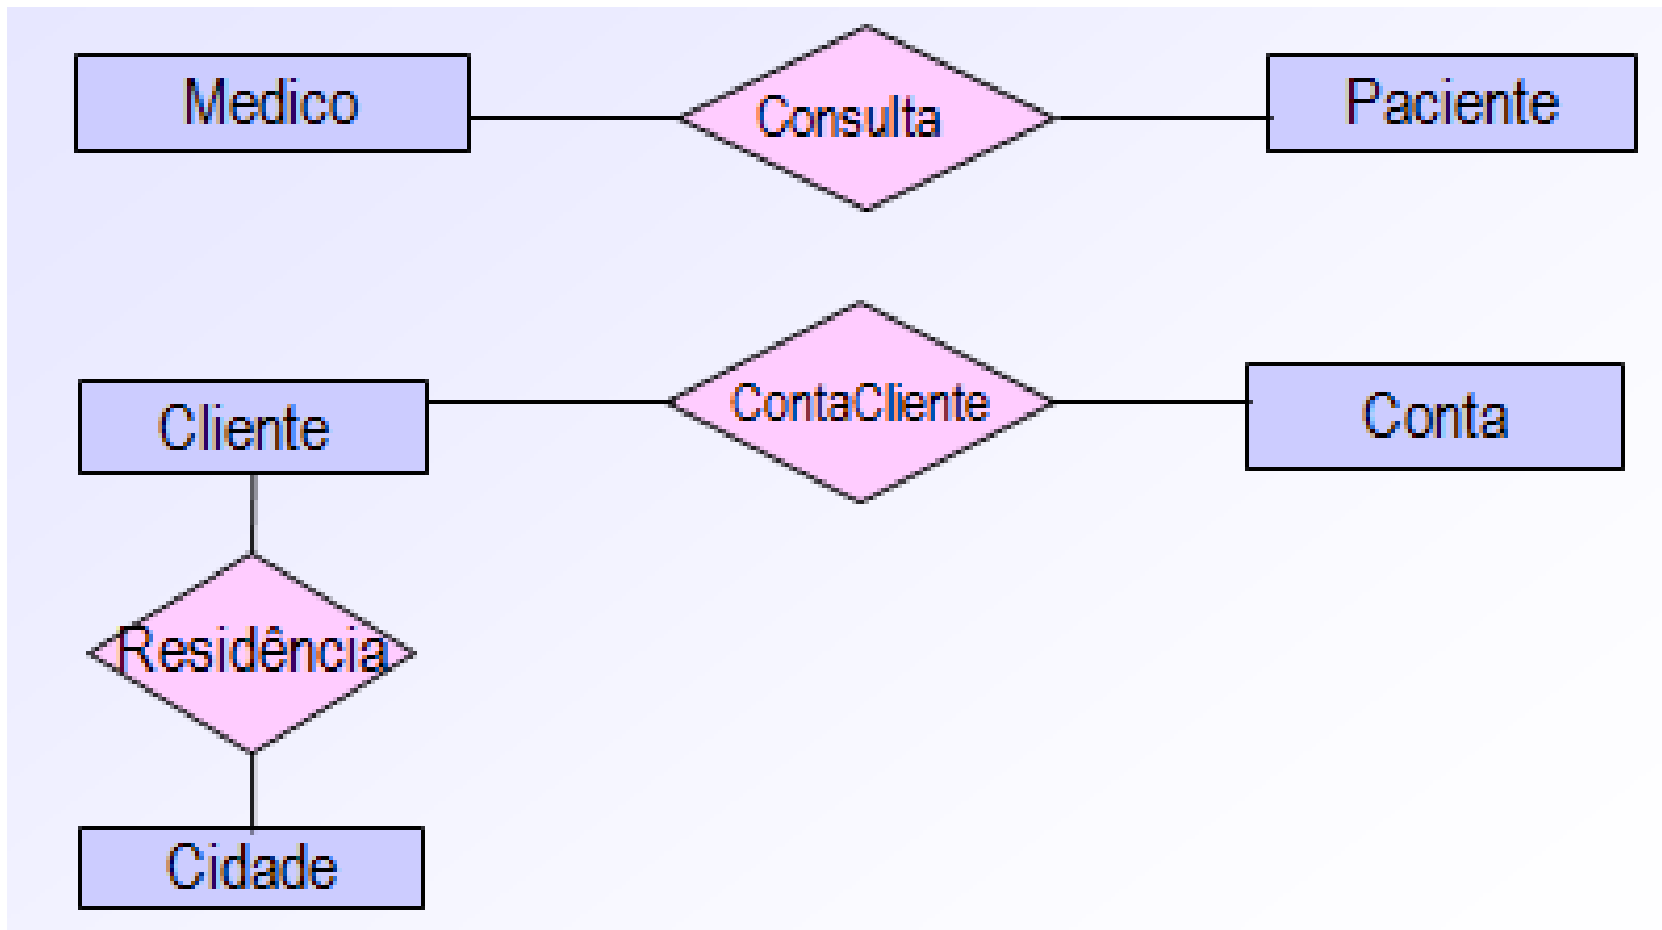 Medico
Consulta
Paciente
Cliente
ContaCliente
Conta
Residência
Cidade